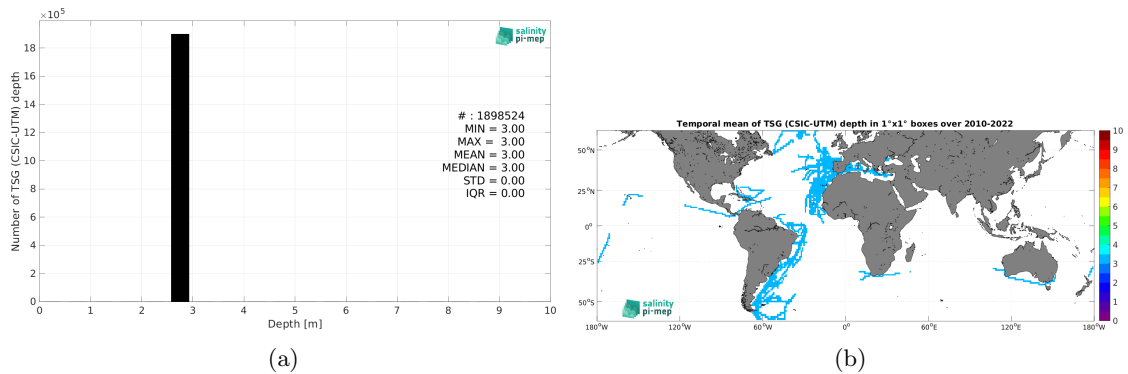 ×10⁵
18
16
14
12
10
8
6
4
2
0
Number of TSG (CSIC-UTM) depth
salinity
pi-mep
# : 1898524
MIN = 3.00
MAX = 3.00
MEAN = 3.00
MEDIAN = 3.00
STD = 0.00
IQR = 0.00
0 1 2 3 4 5 6 7 8 9 10
Depth [m]
(a)
Temporal mean of TSG (CSIC-UTM) depth in 1°x1° boxes over 2010-2022
50°N
25°N
0°
25°S
50°S
salinity
pi-mep
180°W 120°W 60°W 0° 60°E 120°E 180°E
10
9
8
7
6
5
4
3
2
1
0
(b)